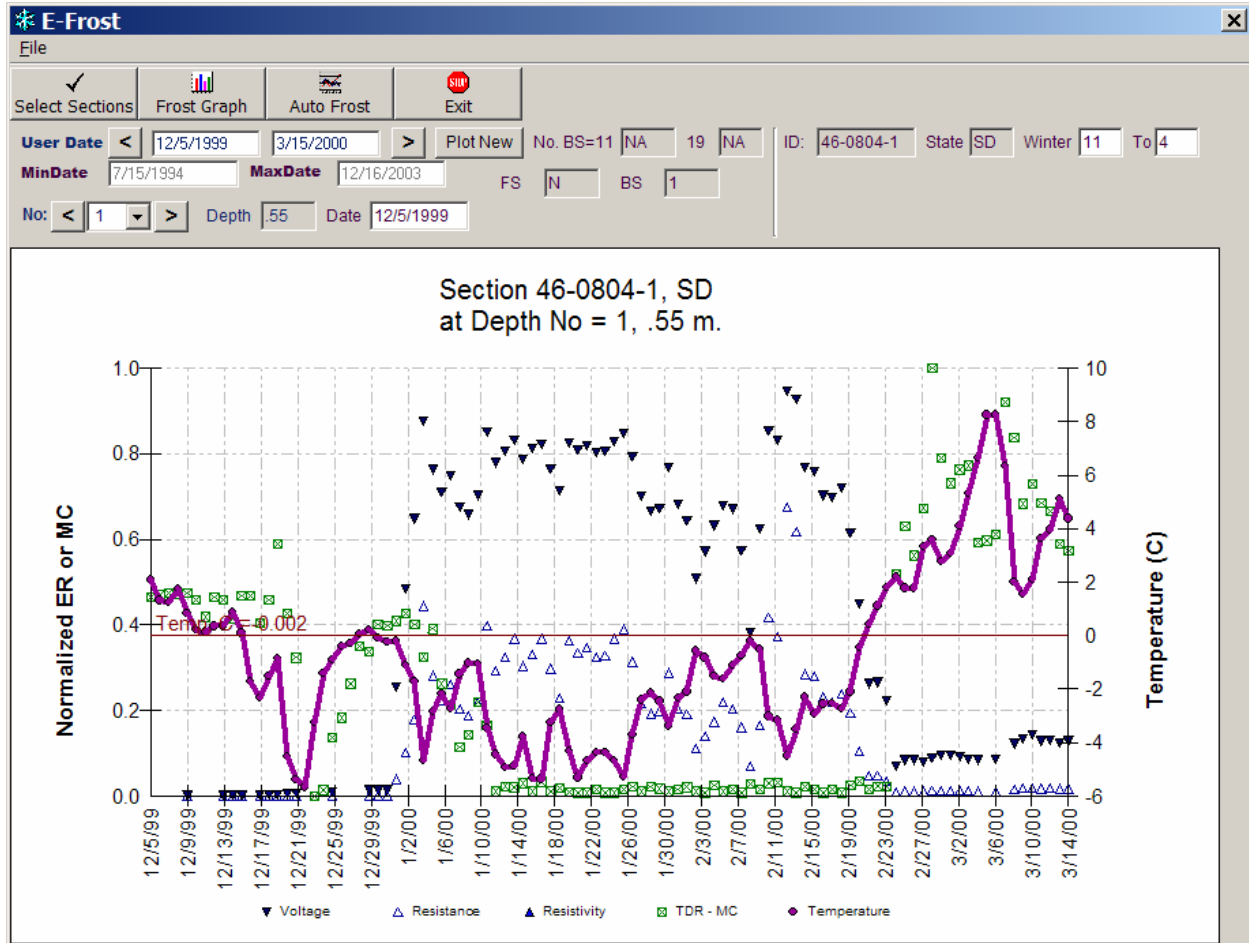 E-Frost
File
Select Sections Frost Graph Auto Frost Exit
User Date < 12/5/1999 3/15/2000 > Plot New No. BS=11 NA 19 NA ID: 46-0804-1 State SD Winter 11 To 4
MinDate 7/15/1994 MaxDate 12/16/2003 FS N BS 1
No: < 1 > Depth .55 Date 12/5/1999
Section 46-0804-1, SD
at Depth No = 1, .55 m.
1.0 10
8
0.8 6
4
0.6
2
0.4 Temp. C = -0.002 0
-2
0.2
-4
0.0 -6
Normalized ER or MC
Temperature (C)
12/5/99 12/9/99 12/13/99 12/17/99 12/21/99 12/25/99 12/29/99 1/2/00 1/6/00 1/10/00 1/14/00 1/18/00 1/22/00 1/26/00 1/30/00 2/3/00 2/7/00 2/11/00 2/15/00 2/19/00 2/23/00 2/27/00 3/2/00 3/6/00 3/10/00 3/14/00
Voltage Resistance Resistivity TDR - MC Temperature